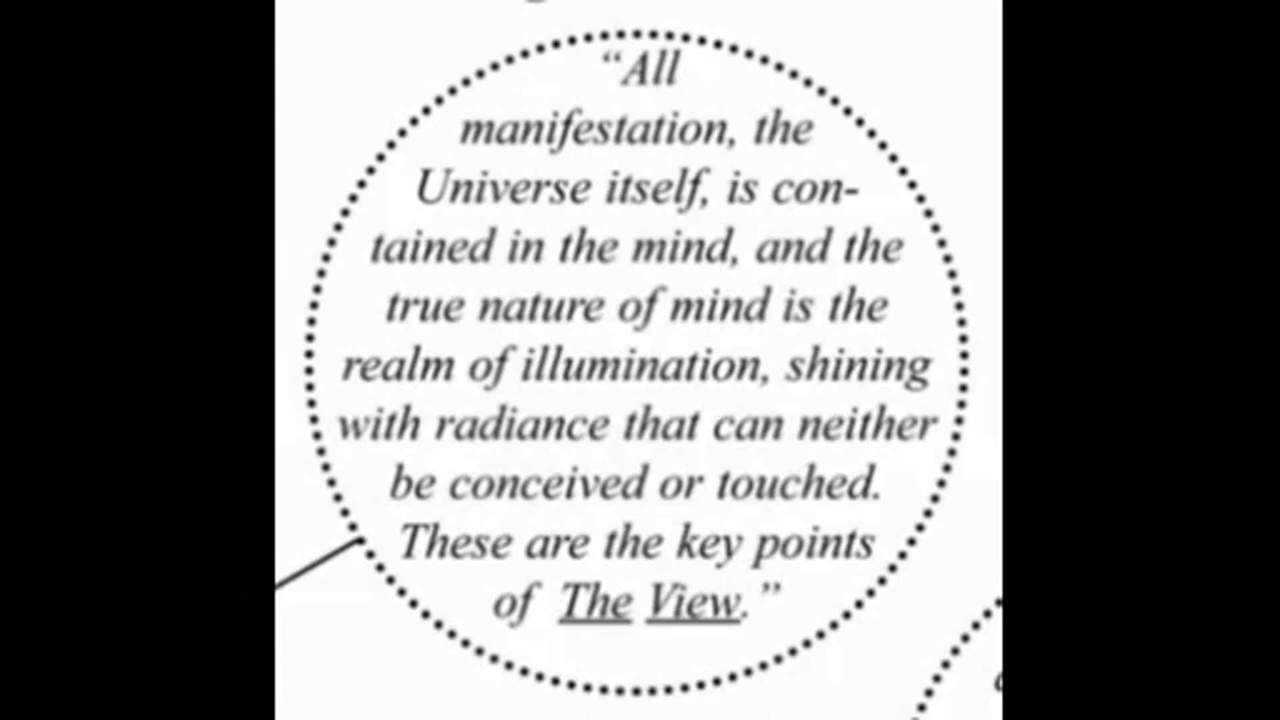 “All
manifestation, the
Universe itself, is con-
tained in the mind, and the
true nature of mind is the
realm of illumination, shining
with radiance that can neither
be conceived or touched.
These are the key points
of The View.”